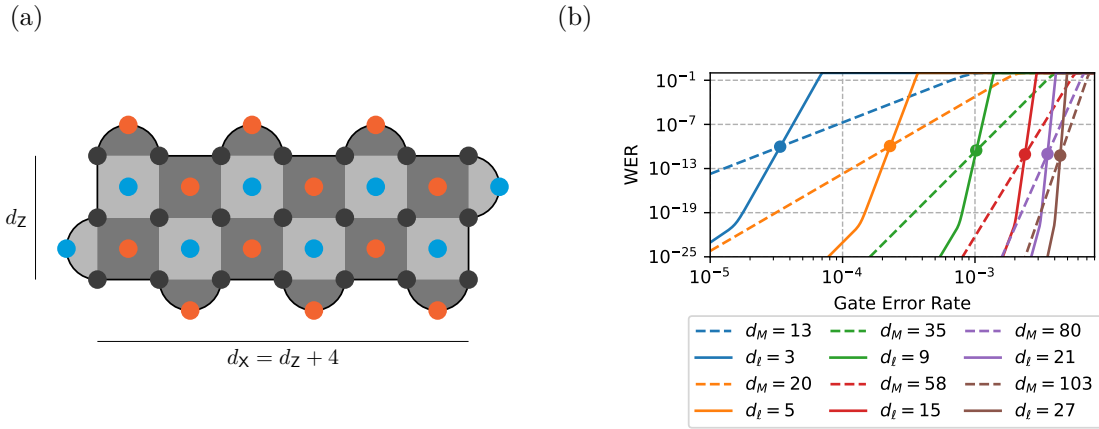 (a)
(b)
d_Z
d_X = d_Z + 4
WER
10^{-1}
10^{-7}
10^{-13}
10^{-19}
10^{-25}
10^{-5}
10^{-4}
10^{-3}
Gate Error Rate
d_M = 13
d_ℓ = 3
d_M = 20
d_ℓ = 5
d_M = 35
d_ℓ = 9
d_M = 58
d_ℓ = 15
d_M = 80
d_ℓ = 21
d_M = 103
d_ℓ = 27